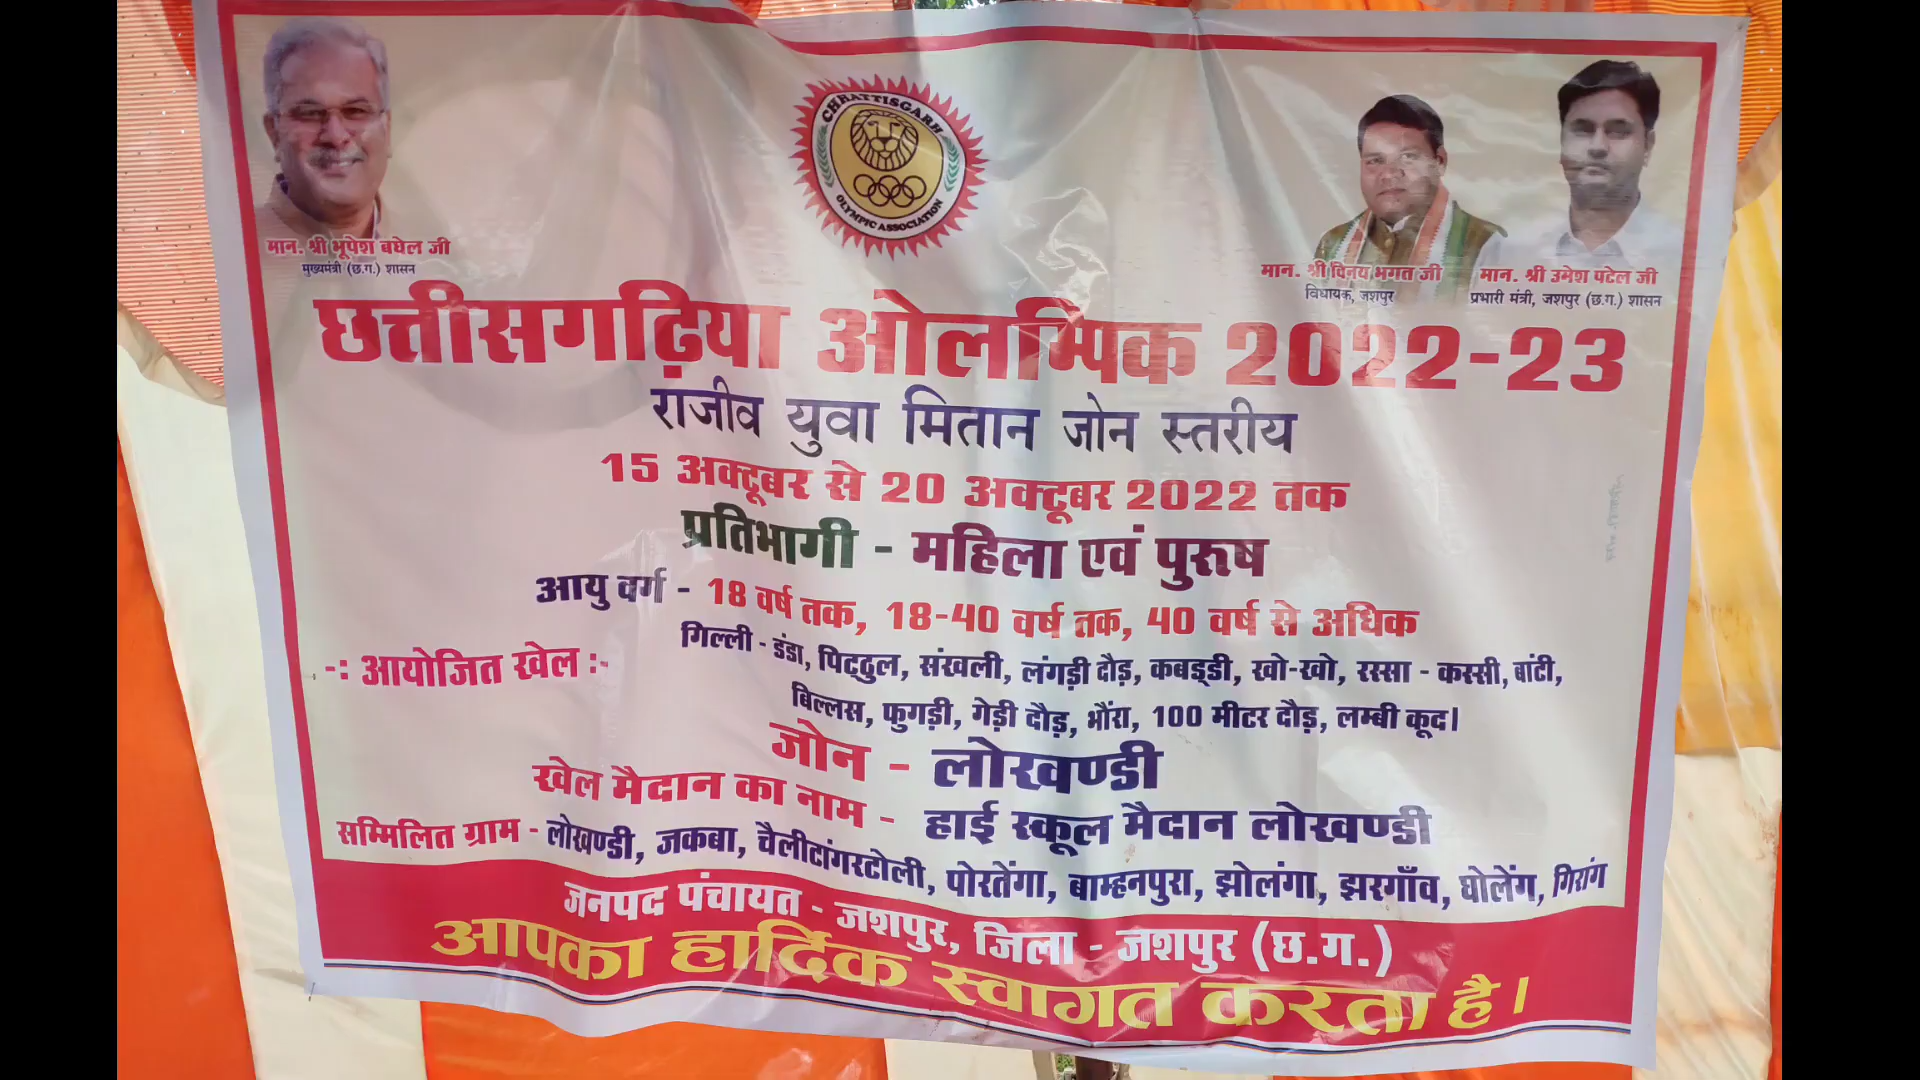 CHHATTISGARH
OLYMPIC ASSOCIATION
मान. श्री भूपेश बघेल जी
मुख्यमंत्री (छ.ग.) शासन
मान. श्री विनय भगत जी
विधायक, जशपुर
मान. श्री उमेश पटेल जी
प्रभारी मंत्री, जशपुर (छ.ग.) शासन
छत्तीसगढ़िया ओलम्पिक 2022-23
राजीव युवा मितान जोन स्तरीय
15 अक्टूबर से 20 अक्टूबर 2022 तक
प्रतिभागी - महिला एवं पुरूष
आयु वर्ग - 18 वर्ष तक, 18-40 वर्ष तक, 40 वर्ष से अधिक
-: आयोजित खेल :- गिल्ली - डंडा, पिट्ठुल, संखली, लंगड़ी दौड़, कबड्डी, खो-खो, रस्सा - कस्सी, बांटी,
बिल्लस, फुगड़ी, गेड़ी दौड़, भौंरा, 100 मीटर दौड़, लम्बी कूद।
जोन - लोखण्डी
खेल मैदान का नाम - हाई स्कूल मैदान लोखण्डी
सम्मिलित ग्राम - लोखण्डी, जकबा, चैलीटांगरटोली, पोरतेंगा, बाम्हनपुरा, झोलंगा, झरगाँव, घोलेंग, गिरांग
जनपद पंचायत - जशपुर, जिला - जशपुर (छ.ग.)
आपका हार्दिक स्वागत करता है।